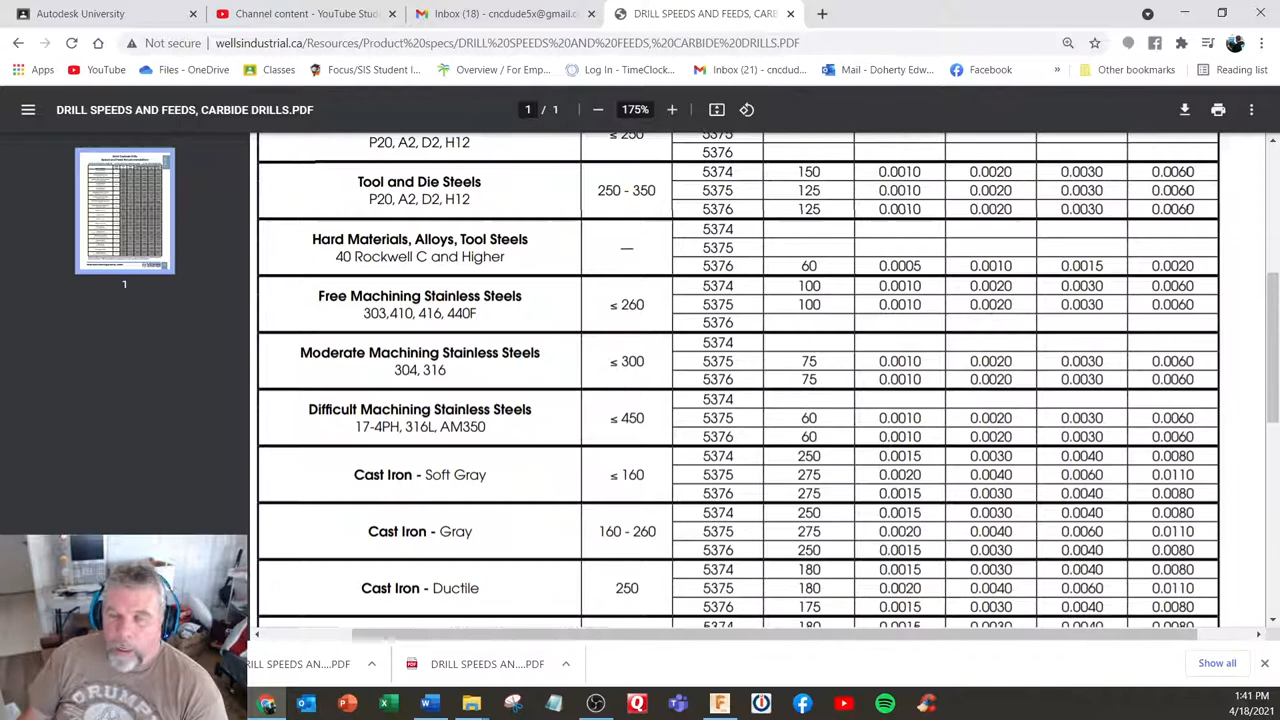 Autodesk University
Channel content - YouTube Stud
Inbox (18) - cncdude5x@gmail.c
DRILL SPEEDS AND FEEDS, CARB
Not secure
wellsindustrial.ca/Resources/Product%20specs/DRILL%20SPEEDS%20AND%20FEEDS,%20CARBIDE%20DRILLS.PDF
Apps
YouTube
Files - OneDrive
Classes
Focus/SIS Student I...
Overview / For Emp...
Log In - TimeClock...
Inbox (21) - cncdud...
Mail - Doherty Edw...
Facebook
»
Other bookmarks
Reading list
DRILL SPEEDS AND FEEDS, CARBIDE DRILLS.PDF
1 / 1
175%
1
P20, A2, D2, H12
≤ 250
5376
Tool and Die Steels
P20, A2, D2, H12
250 - 350
5374 150 0.0010 0.0020 0.0030 0.0060
5375 125 0.0010 0.0020 0.0030 0.0060
5376 125 0.0010 0.0020 0.0030 0.0060
Hard Materials, Alloys, Tool Steels
40 Rockwell C and Higher
—
5374
5375
5376 60 0.0005 0.0010 0.0015 0.0020
Free Machining Stainless Steels
303,410, 416, 440F
≤ 260
5374 100 0.0010 0.0020 0.0030 0.0060
5375 100 0.0010 0.0020 0.0030 0.0060
5376
Moderate Machining Stainless Steels
304, 316
≤ 300
5374
5375 75 0.0010 0.0020 0.0030 0.0060
5376 75 0.0010 0.0020 0.0030 0.0060
Difficult Machining Stainless Steels
17-4PH, 316L, AM350
≤ 450
5374
5375 60 0.0010 0.0020 0.0030 0.0060
5376 60 0.0010 0.0020 0.0030 0.0060
Cast Iron - Soft Gray
≤ 160
5374 250 0.0015 0.0030 0.0040 0.0080
5375 275 0.0020 0.0040 0.0060 0.0110
5376 275 0.0015 0.0030 0.0040 0.0080
Cast Iron - Gray
160 - 260
5374 250 0.0015 0.0030 0.0040 0.0080
5375 275 0.0020 0.0040 0.0060 0.0110
5376 250 0.0015 0.0030 0.0040 0.0080
Cast Iron - Ductile
250
5374 180 0.0015 0.0030 0.0040 0.0080
5375 180 0.0020 0.0040 0.0060 0.0110
5376 175 0.0015 0.0030 0.0040 0.0080
5374 180 0.0015 0.0030 0.0040 0.0080
RILL SPEEDS AN....PDF
DRILL SPEEDS AN....PDF
Show all
1:41 PM
4/18/2021